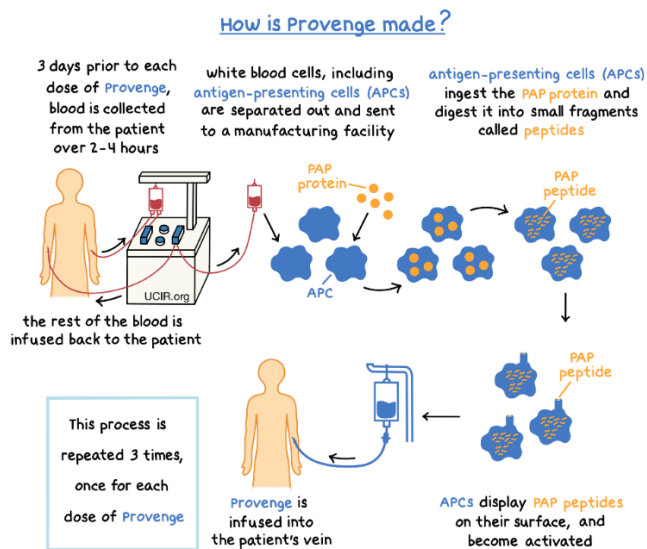 How is Provenge made?
3 days prior to each
dose of Provenge,
blood is collected
from the patient
over 2-4 hours
white blood cells, including
antigen-presenting cells (APCs)
are separated out and sent
to a manufacturing facility
antigen-presenting cells (APCs)
ingest the PAP protein and
digest it into small fragments
called peptides
PAP
protein
PAP
peptide
APC
UCIR.org
the rest of the blood is
infused back to the patient
PAP
peptide
This process is
repeated 3 times,
once for each
dose of Provenge
Provenge is
infused into
the patient's vein
APCs display PAP peptides
on their surface, and
become activated